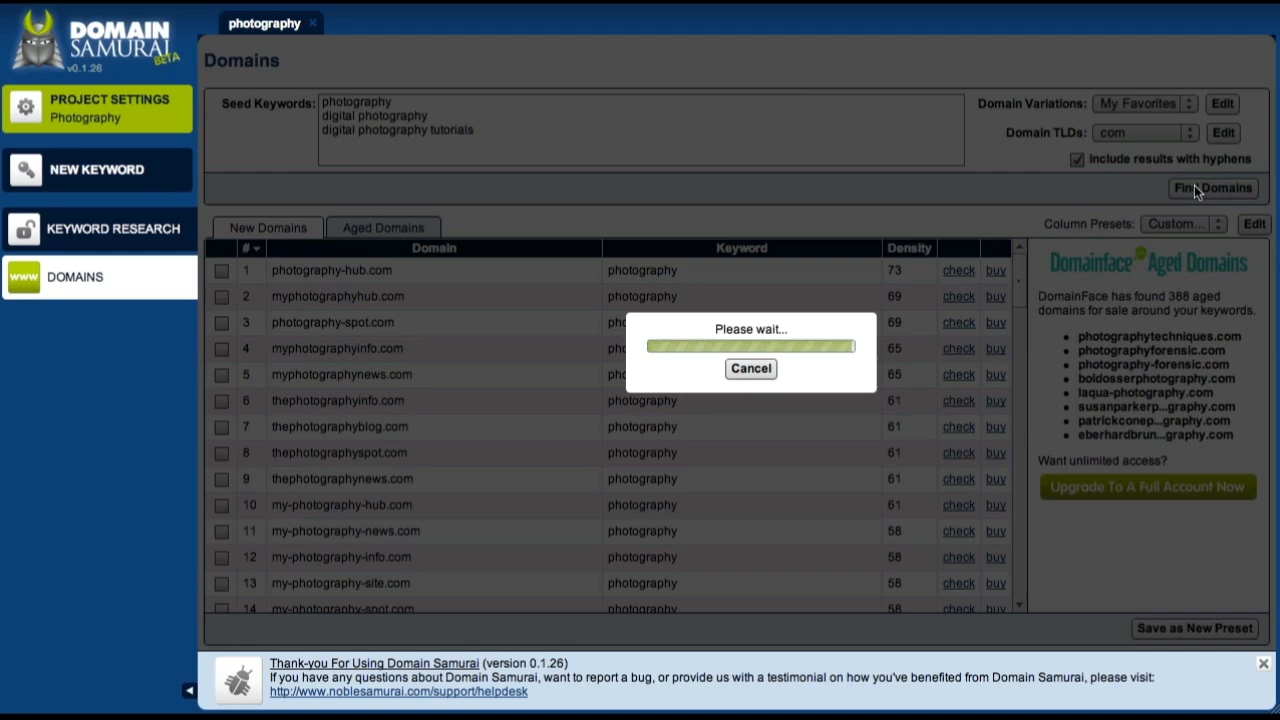 DOMAIN
SAMURAI
BETA
v0.1.26
photography
PROJECT SETTINGS
Photography
NEW KEYWORD
KEYWORD RESEARCH
www DOMAINS
Domains
Seed Keywords:
photography
digital photography
digital photography tutorials
Domain Variations: My Favorites Edit
Domain TLDs: com Edit
Include results with hyphens
Find Domains
New Domains Aged Domains
Column Presets: Custom... Edit
# Domain Keyword Density
1 photography-hub.com photography 73 check buy
2 myphotographyhub.com photography 69 check buy
3 photography-spot.com 69 check buy
4 myphotographyinfo.com 65 check buy
5 myphotographynews.com 65 check buy
6 thephotographyinfo.com photography 61 check buy
7 thephotographyblog.com photography 61 check buy
8 thephotographyspot.com photography 61 check buy
9 thephotographynews.com photography 61 check buy
10 my-photography-hub.com photography 61 check buy
11 my-photography-news.com photography 58 check buy
12 my-photography-info.com photography 58 check buy
13 my-photography-site.com photography 58 check buy
14 my-photography-spot.com photography 58 check buy
Please wait...
Cancel
Domainface Aged Domains
DomainFace has found 388 aged
domains for sale around your keywords.
• photographytechniques.com
• photographyforensic.com
• photography-forensic.com
• boldosserphotography.com
• laqua-photography.com
• susanparkerp...graphy.com
• patrickconep...graphy.com
• eberhardbrun...graphy.com
Want unlimited access?
Upgrade To A Full Account Now
Save as New Preset
Thank-you For Using Domain Samurai (version 0.1.26)
If you have any questions about Domain Samurai, want to report a bug, or provide us with a testimonial on how you've benefited from Domain Samurai, please visit:
http://www.noblesamurai.com/support/helpdesk